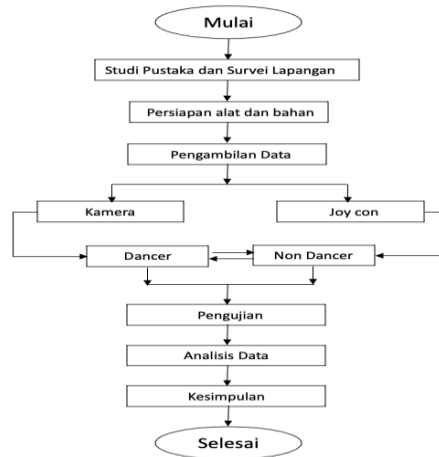 Mulai
Studi Pustaka dan Survei Lapangan
Persiapan alat dan bahan
Pengambilan Data
Kamera
Joy con
Dancer
Non Dancer
Pengujian
Analisis Data
Kesimpulan
Selesai